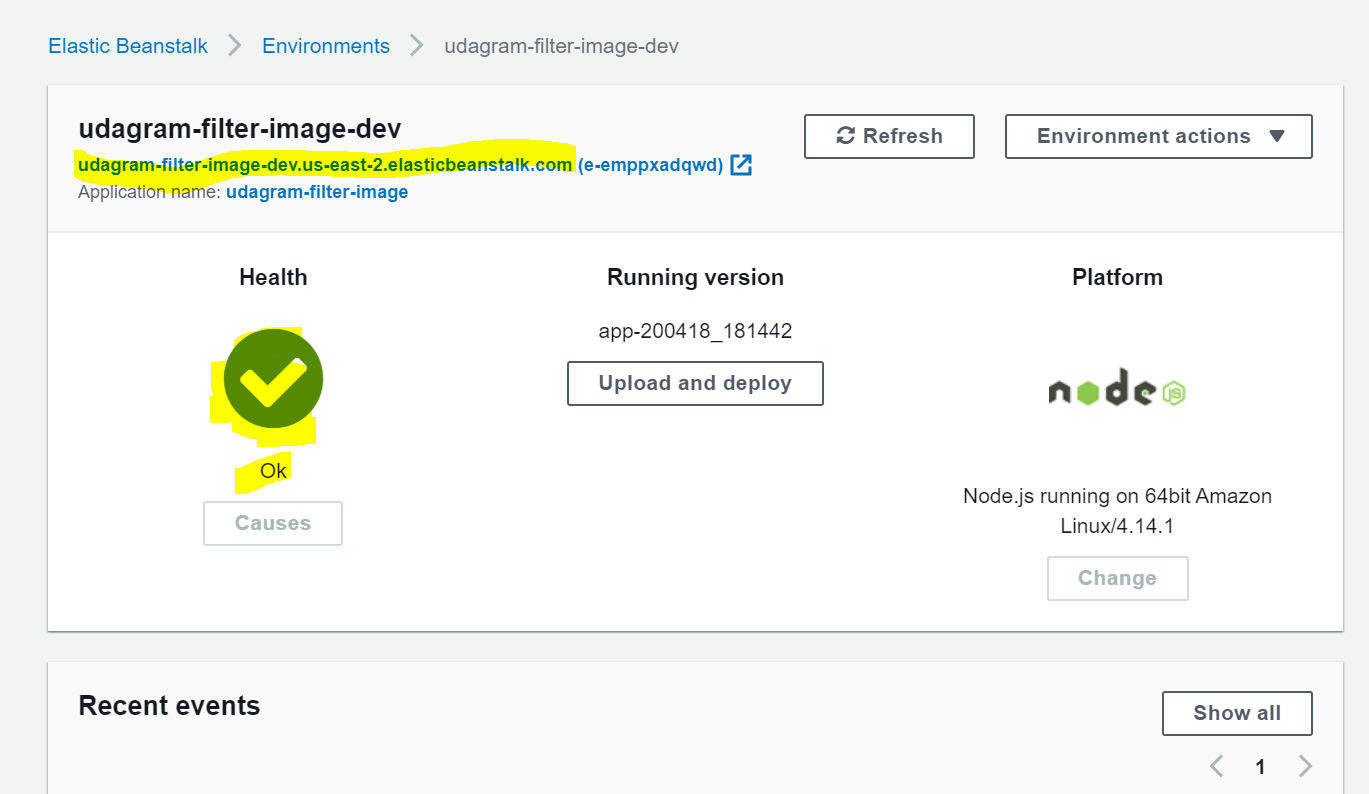 Elastic Beanstalk > Environments > udagram-filter-image-dev
udagram-filter-image-dev
Refresh
Environment actions ▼
udagram-filter-image-dev.us-east-2.elasticbeanstalk.com (e-emppxadqwd)
Application name: udagram-filter-image
Health
Running version
Platform
app-200418_181442
Upload and deploy
node JS
Ok
Causes
Node.js running on 64bit Amazon
Linux/4.14.1
Change
Recent events
Show all
< 1 >